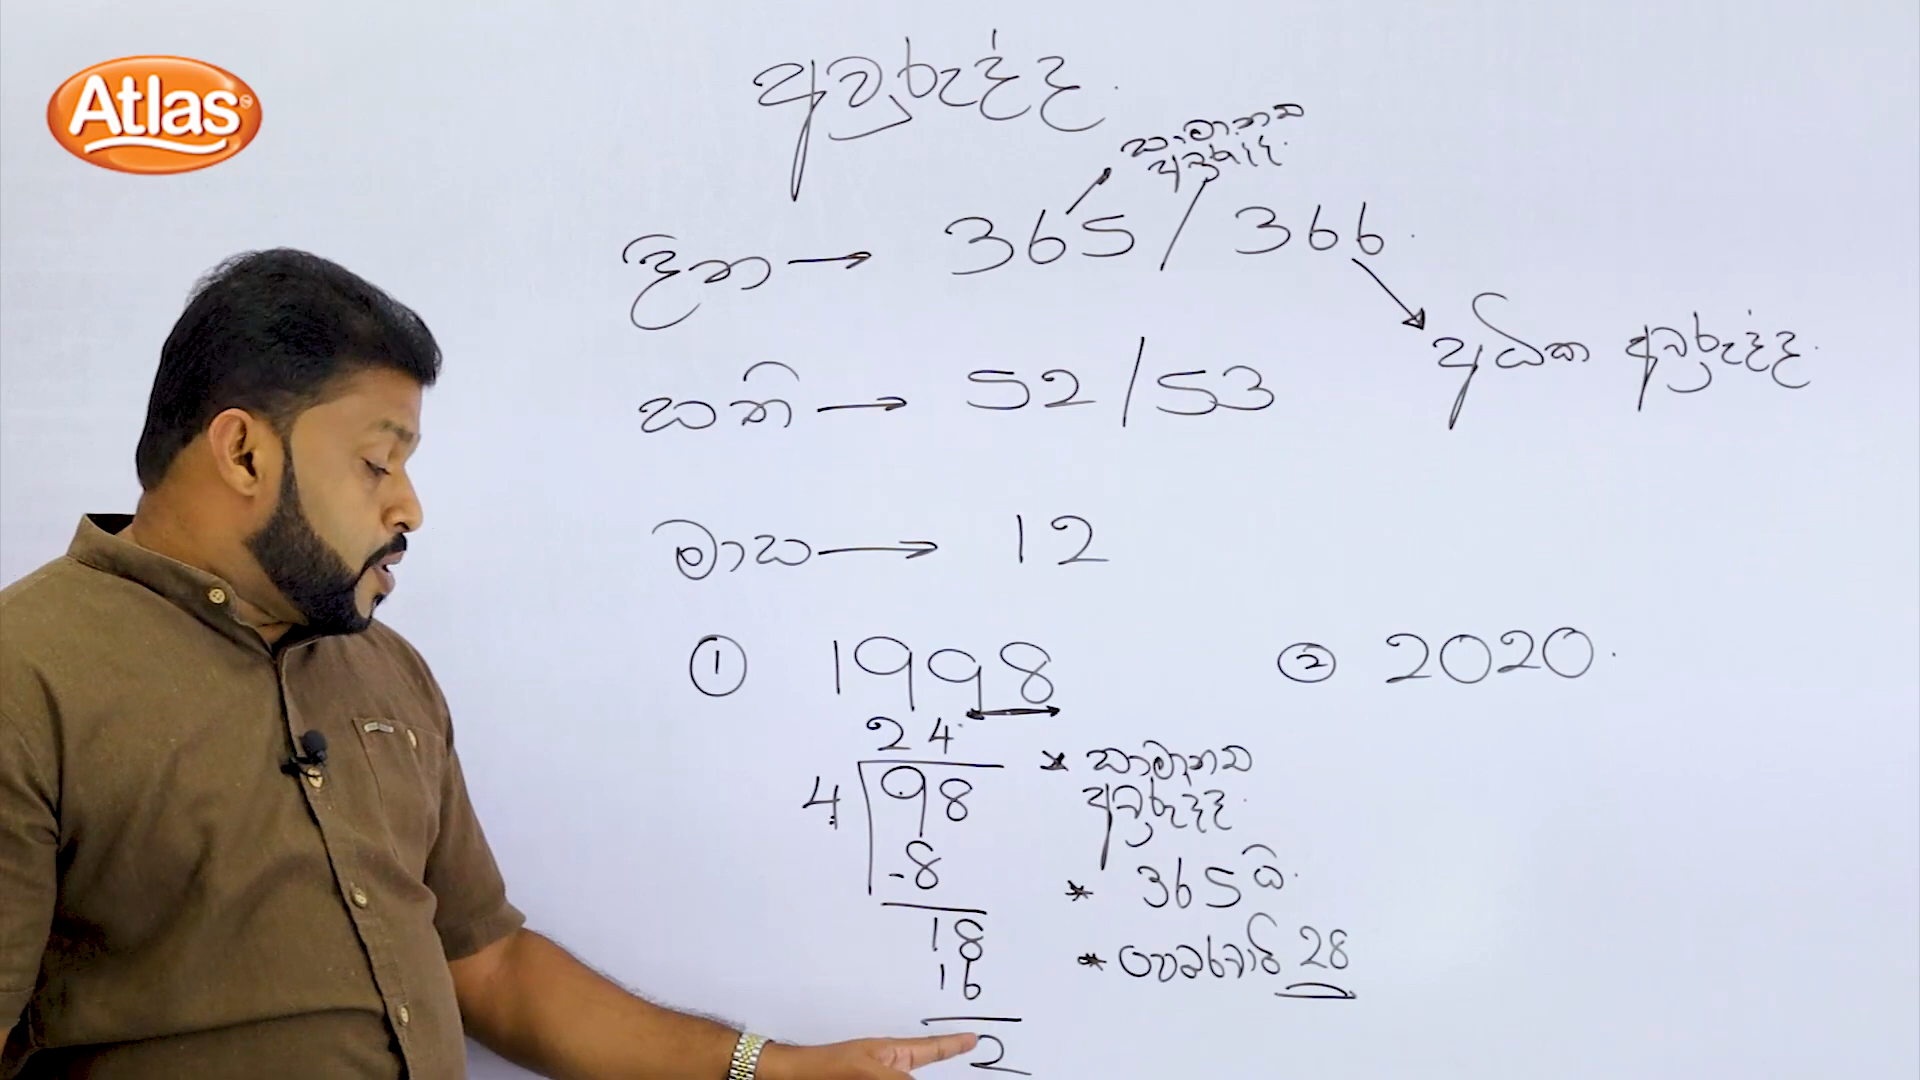 Atlas
අවුරුද්ද.
සාමාන්‍ය
අවුරුද්ද.
දින → 365 / 366.
අධික අවුරුද්ද.
සති → 52 / 53
මාස → 12
① 1998
② 2020.
24
4 98
* සාමාන්‍ය
අවුරුද්ද.
-8
* 365 යි.
18
* පෙබරවාරි 28
16
2